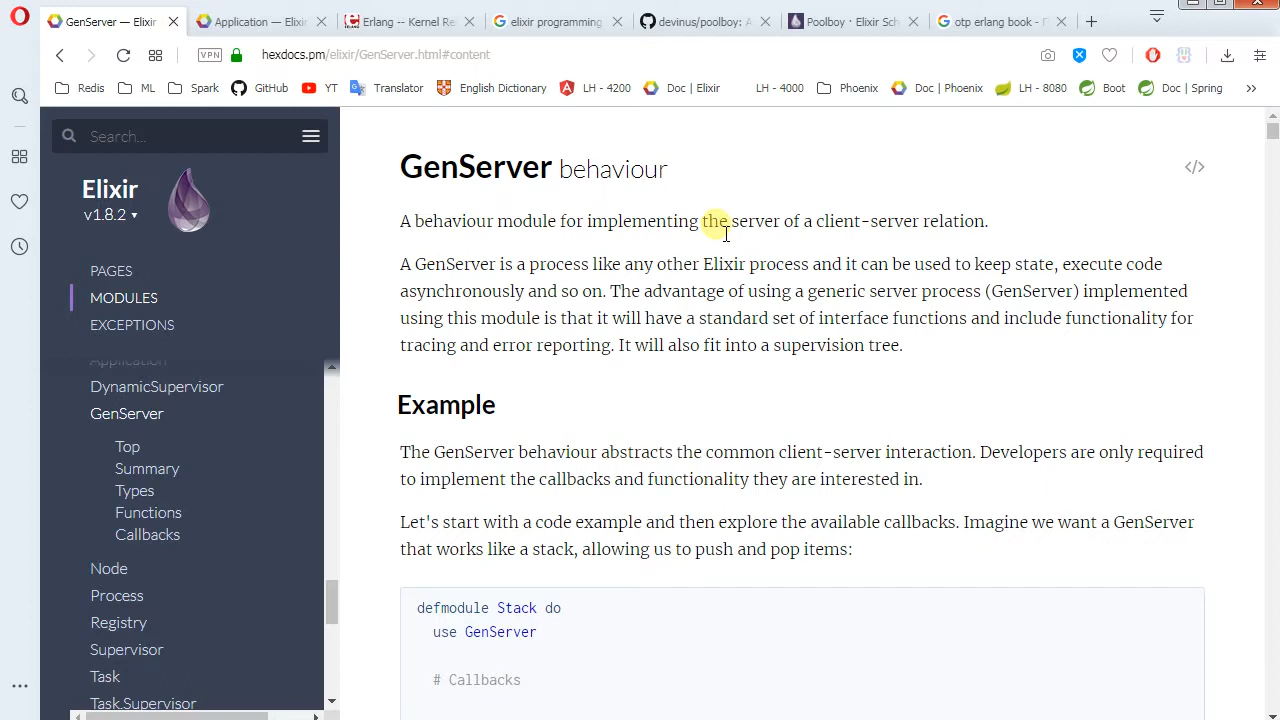 GenServer — Elixir
Application — Elixi
Erlang -- Kernel Re
elixir programming
devinus/poolboy:
Poolboy · Elixir Sch
otp erlang book - П
VPN
hexdocs.pm/elixir/GenServer.html#content
Redis
ML
Spark
GitHub
YT
Translator
English Dictionary
LH - 4200
Doc | Elixir
LH - 4000
Phoenix
Doc | Phoenix
LH - 8080
Boot
Doc | Spring
Search...
Elixir
v1.8.2
PAGES
MODULES
EXCEPTIONS
Application
DynamicSupervisor
GenServer
Top
Summary
Types
Functions
Callbacks
Node
Process
Registry
Supervisor
Task
Task.Supervisor
GenServer behaviour
</>
A behaviour module for implementing the server of a client-server relation.
A GenServer is a process like any other Elixir process and it can be used to keep state, execute code
asynchronously and so on. The advantage of using a generic server process (GenServer) implemented
using this module is that it will have a standard set of interface functions and include functionality for
tracing and error reporting. It will also fit into a supervision tree.
Example
The GenServer behaviour abstracts the common client-server interaction. Developers are only required
to implement the callbacks and functionality they are interested in.
Let's start with a code example and then explore the available callbacks. Imagine we want a GenServer
that works like a stack, allowing us to push and pop items:
defmodule Stack do
use GenServer
# Callbacks